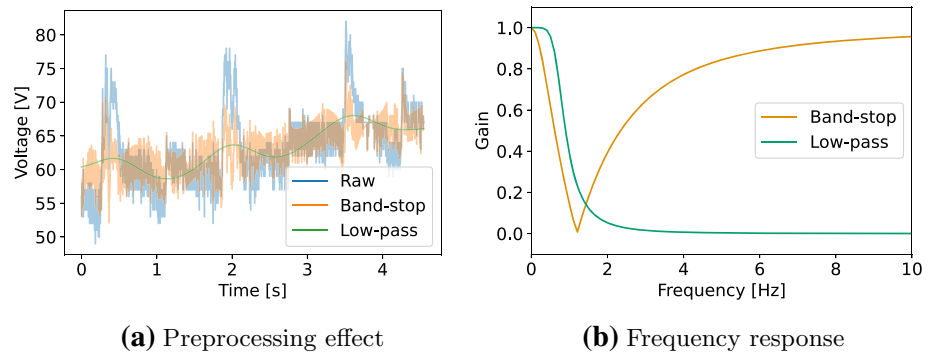 80
75
70
65
60
55
50
Voltage [V]
0 1 2 3 4
Time [s]
Raw
Band-stop
Low-pass
(a) Preprocessing effect
1.0
0.8
0.6
0.4
0.2
0.0
Gain
0 2 4 6 8 10
Frequency [Hz]
Band-stop
Low-pass
(b) Frequency response